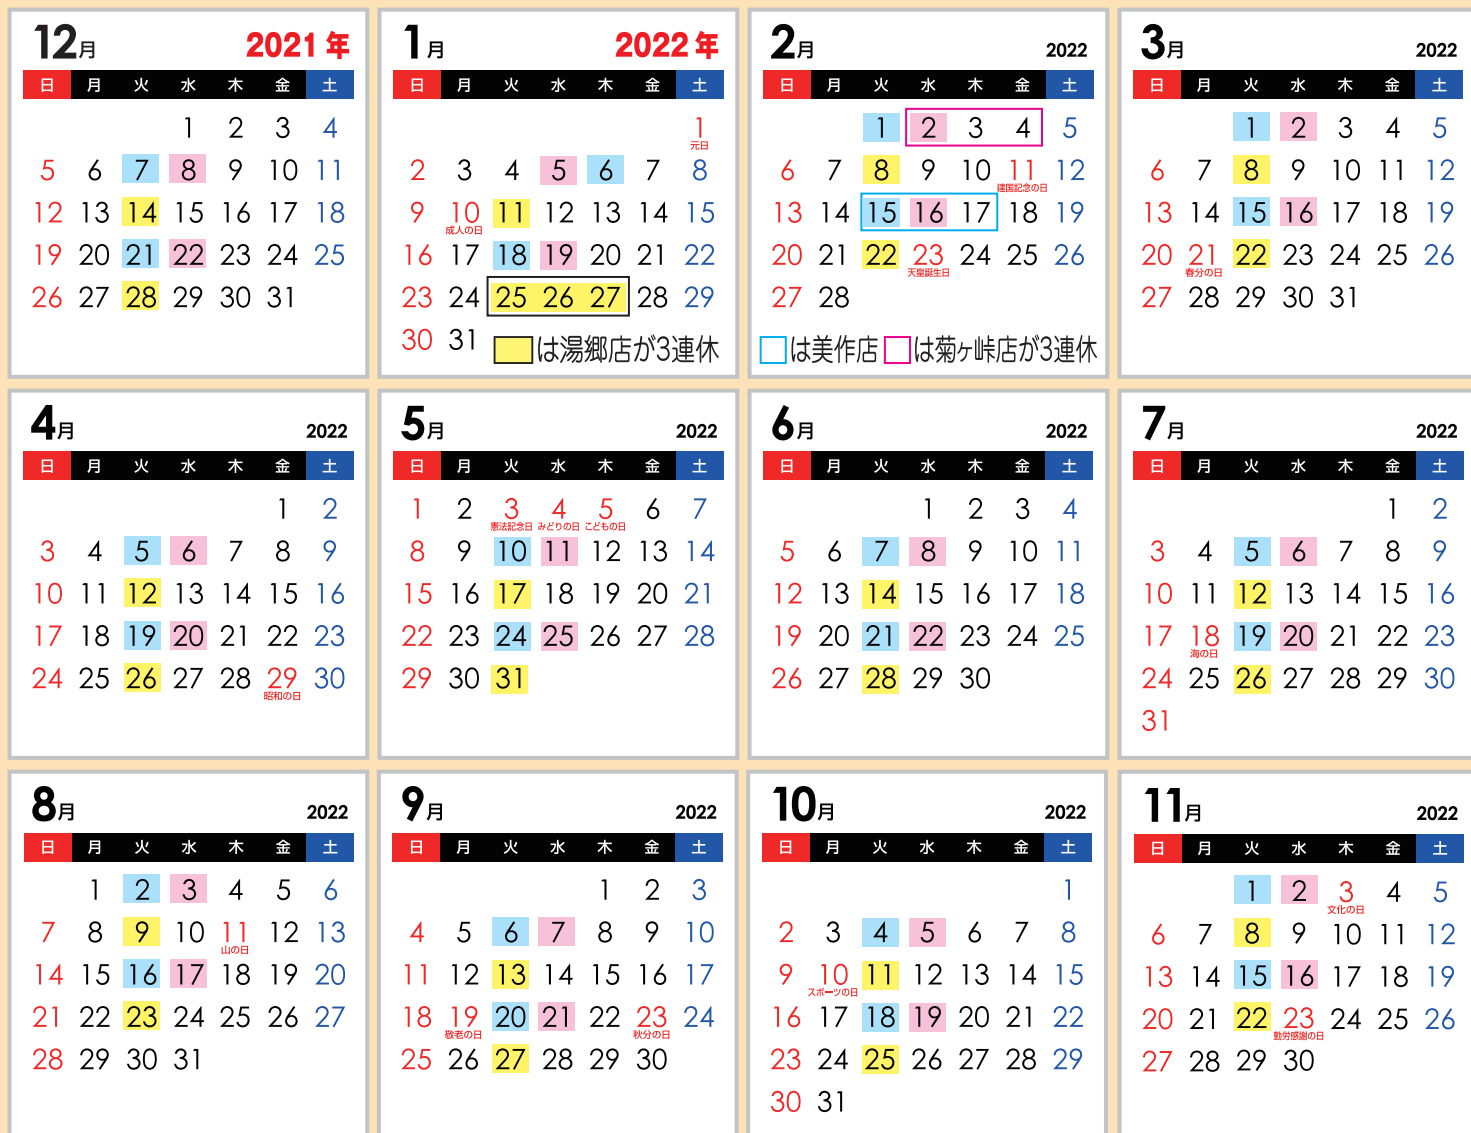 12月 2021年
日 月 火 水 木 金 土
1 2 3 4
5 6 7 8 9 10 11
12 13 14 15 16 17 18
19 20 21 22 23 24 25
26 27 28 29 30 31
1月 2022年
日 月 火 水 木 金 土
1
元日
2 3 4 5 6 7 8
9 10 11 12 13 14 15
成人の日
16 17 18 19 20 21 22
23 24 25 26 27 28 29
30 31
は湯郷店が3連休
2月 2022
日 月 火 水 木 金 土
1 2 3 4 5
6 7 8 9 10 11 12
建国記念の日
13 14 15 16 17 18 19
20 21 22 23 24 25 26
天皇誕生日
27 28
は美作店 は菊ヶ峠店が3連休
3月 2022
日 月 火 水 木 金 土
1 2 3 4 5
6 7 8 9 10 11 12
13 14 15 16 17 18 19
20 21 22 23 24 25 26
春分の日
27 28 29 30 31
4月 2022
日 月 火 水 木 金 土
1 2
3 4 5 6 7 8 9
10 11 12 13 14 15 16
17 18 19 20 21 22 23
24 25 26 27 28 29 30
昭和の日
5月 2022
日 月 火 水 木 金 土
1 2 3 4 5 6 7
憲法記念日 みどりの日 こどもの日
8 9 10 11 12 13 14
15 16 17 18 19 20 21
22 23 24 25 26 27 28
29 30 31
6月 2022
日 月 火 水 木 金 土
1 2 3 4
5 6 7 8 9 10 11
12 13 14 15 16 17 18
19 20 21 22 23 24 25
26 27 28 29 30
7月 2022
日 月 火 水 木 金 土
1 2
3 4 5 6 7 8 9
10 11 12 13 14 15 16
17 18 19 20 21 22 23
海の日
24 25 26 27 28 29 30
31
8月 2022
日 月 火 水 木 金 土
1 2 3 4 5 6
7 8 9 10 11 12 13
山の日
14 15 16 17 18 19 20
21 22 23 24 25 26 27
28 29 30 31
9月 2022
日 月 火 水 木 金 土
1 2 3
4 5 6 7 8 9 10
11 12 13 14 15 16 17
18 19 20 21 22 23 24
敬老の日 秋分の日
25 26 27 28 29 30
10月 2022
日 月 火 水 木 金 土
1
2 3 4 5 6 7 8
9 10 11 12 13 14 15
スポーツの日
16 17 18 19 20 21 22
23 24 25 26 27 28 29
30 31
11月 2022
日 月 火 水 木 金 土
1 2 3 4 5
文化の日
6 7 8 9 10 11 12
13 14 15 16 17 18 19
20 21 22 23 24 25 26
勤労感謝の日
27 28 29 30